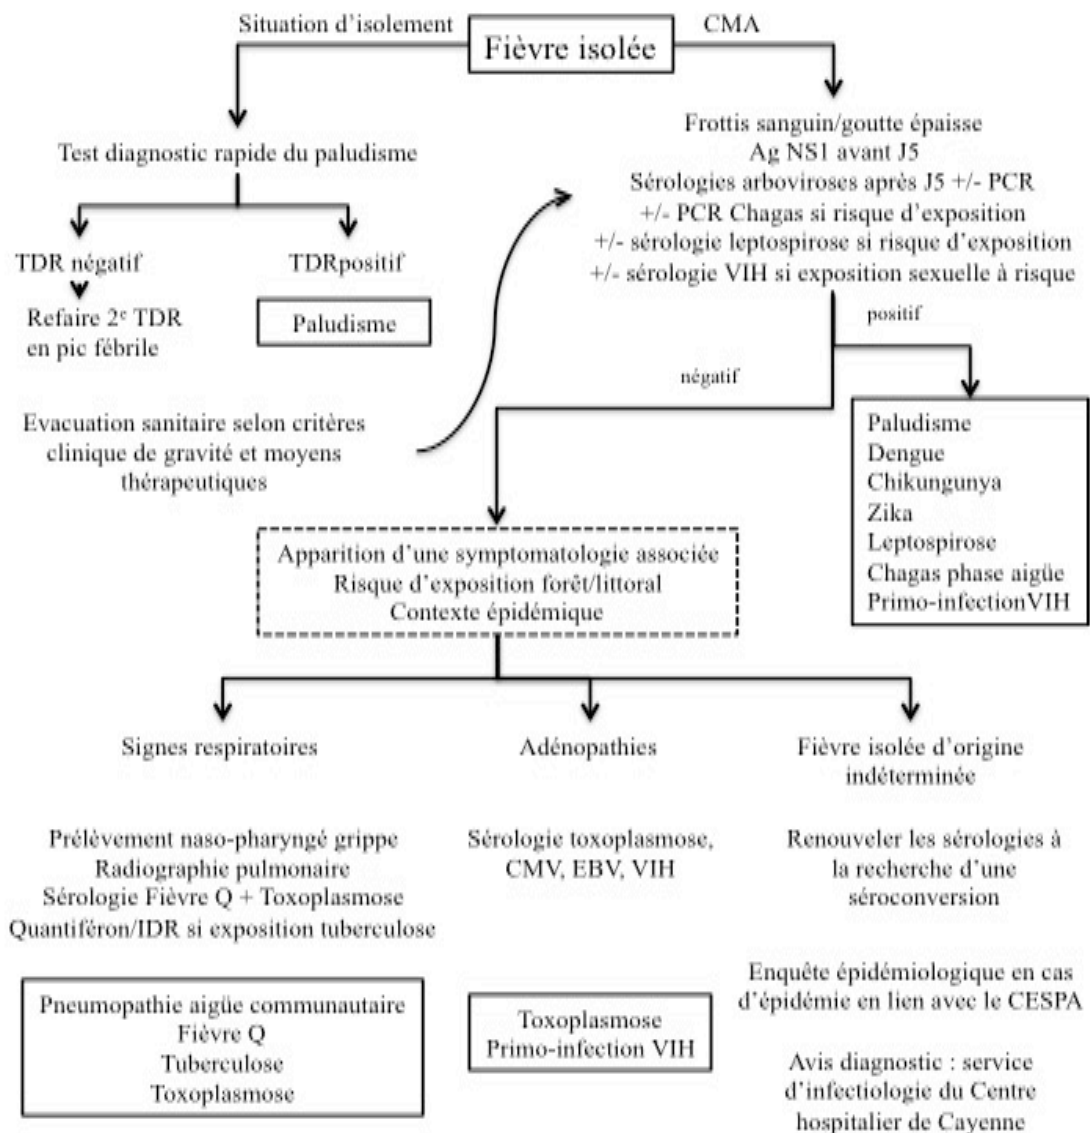 Situation d’isolement
Fièvre isolée
CMA
Test diagnostic rapide du paludisme
TDR négatif
TDRpositif
Refaire 2e TDR
en pic fébrile
Paludisme
Evacuation sanitaire selon critères
clinique de gravité et moyens
thérapeutiques
Frottis sanguin/goutte épaisse
Ag NS1 avant J5
Sérologies arboviroses après J5 +/- PCR
+/- PCR Chagas si risque d’exposition
+/- sérologie leptospirose si risque d’exposition
+/- sérologie VIH si exposition sexuelle à risque
positif
négatif
Paludisme
Dengue
Chikungunya
Zika
Leptospirose
Chagas phase aigüe
Primo-infectionVIH
Apparition d’une symptomatologie associée
Risque d’exposition forêt/littoral
Contexte épidémique
Signes respiratoires
Prélèvement naso-pharyngé grippe
Radiographie pulmonaire
Sérologie Fièvre Q + Toxoplasmose
Quantiféron/IDR si exposition tuberculose
Pneumopathie aigüe communautaire
Fièvre Q
Tuberculose
Toxoplasmose
Adénopathies
Sérologie toxoplasmose,
CMV, EBV, VIH
Toxoplasmose
Primo-infection VIH
Fièvre isolée d’origine
indéterminée
Renouveler les sérologies à
la recherche d’une
séroconversion
Enquête épidémiologique en cas
d’épidémie en lien avec le CESPA
Avis diagnostic : service
d’infectiologie du Centre
hospitalier de Cayenne